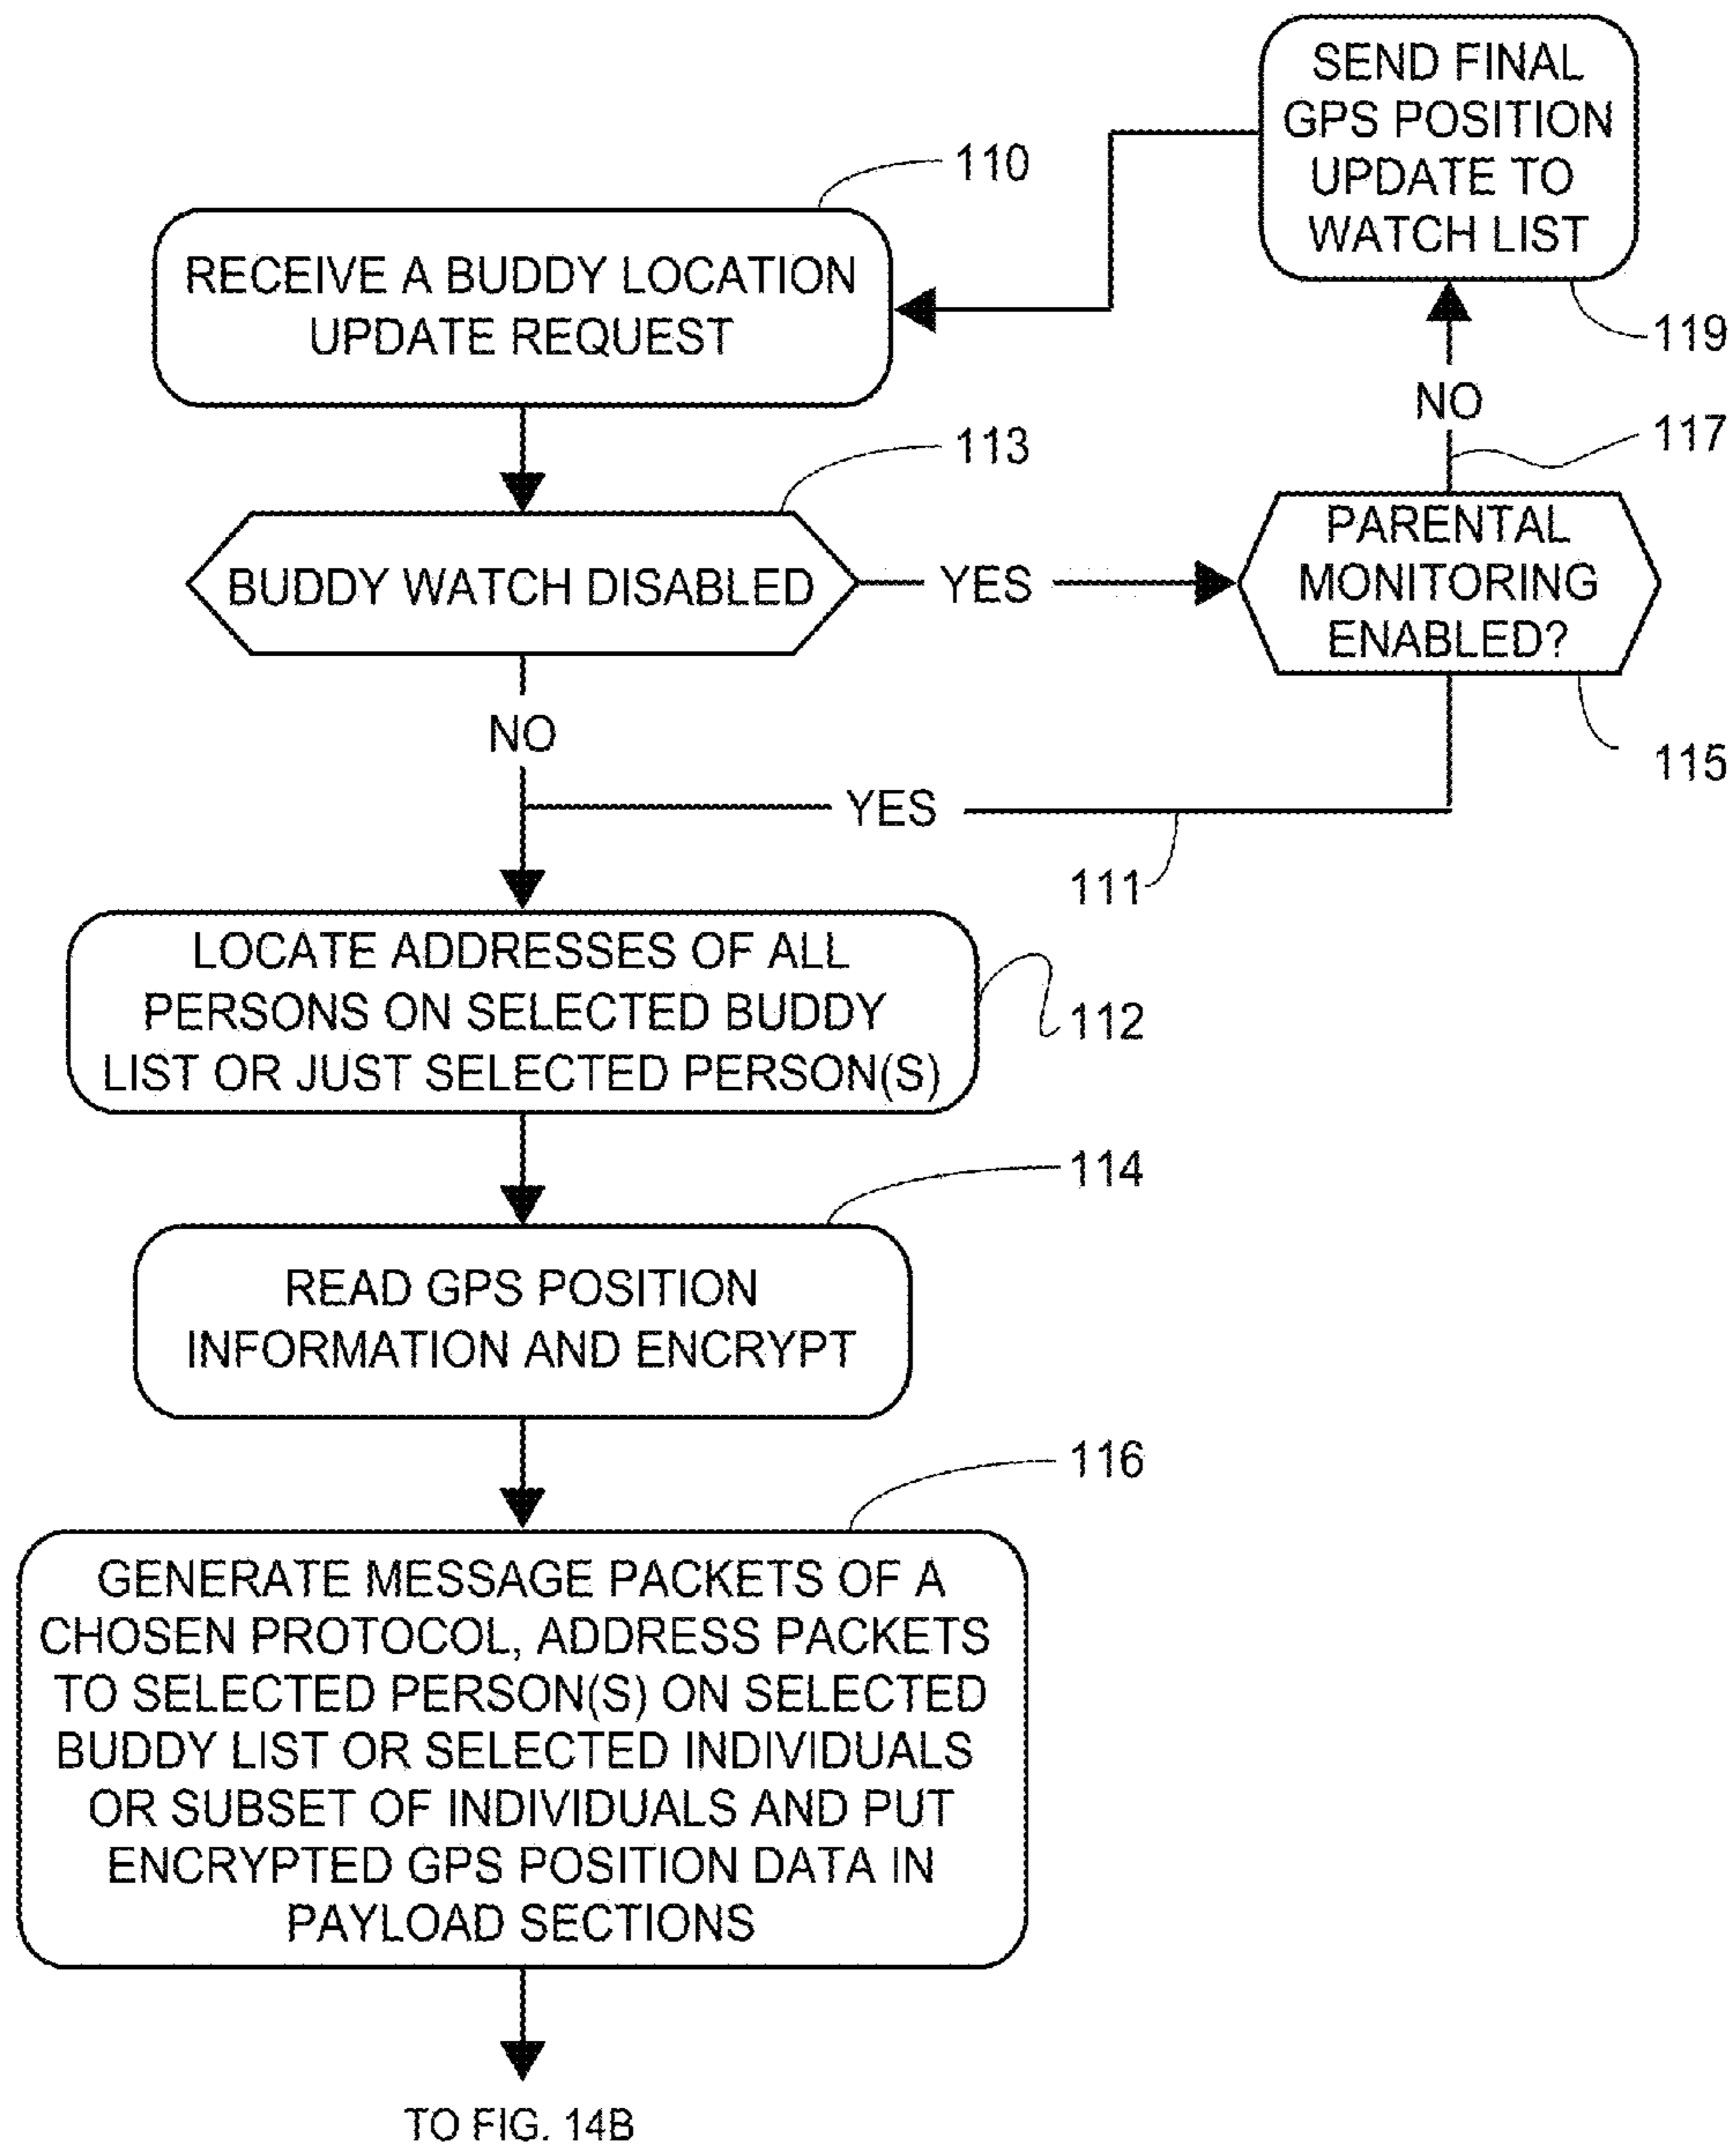 SEND FINAL
GPS POSITION
UPDATE TO
WATCH LIST
119
110
RECEIVE A BUDDY LOCATION
UPDATE REQUEST
NO
117
113
BUDDY WATCH DISABLED
YES
PARENTAL
MONITORING
ENABLED?
115
NO
YES
111
LOCATE ADDRESSES OF ALL
PERSONS ON SELECTED BUDDY
LIST OR JUST SELECTED PERSON(S)
112
114
READ GPS POSITION
INFORMATION AND ENCRYPT
116
GENERATE MESSAGE PACKETS OF A
CHOSEN PROTOCOL, ADDRESS PACKETS
TO SELECTED PERSON(S) ON SELECTED
BUDDY LIST OR SELECTED INDIVIDUALS
OR SUBSET OF INDIVIDUALS AND PUT
ENCRYPTED GPS POSITION DATA IN
PAYLOAD SECTIONS
TO FIG. 14B